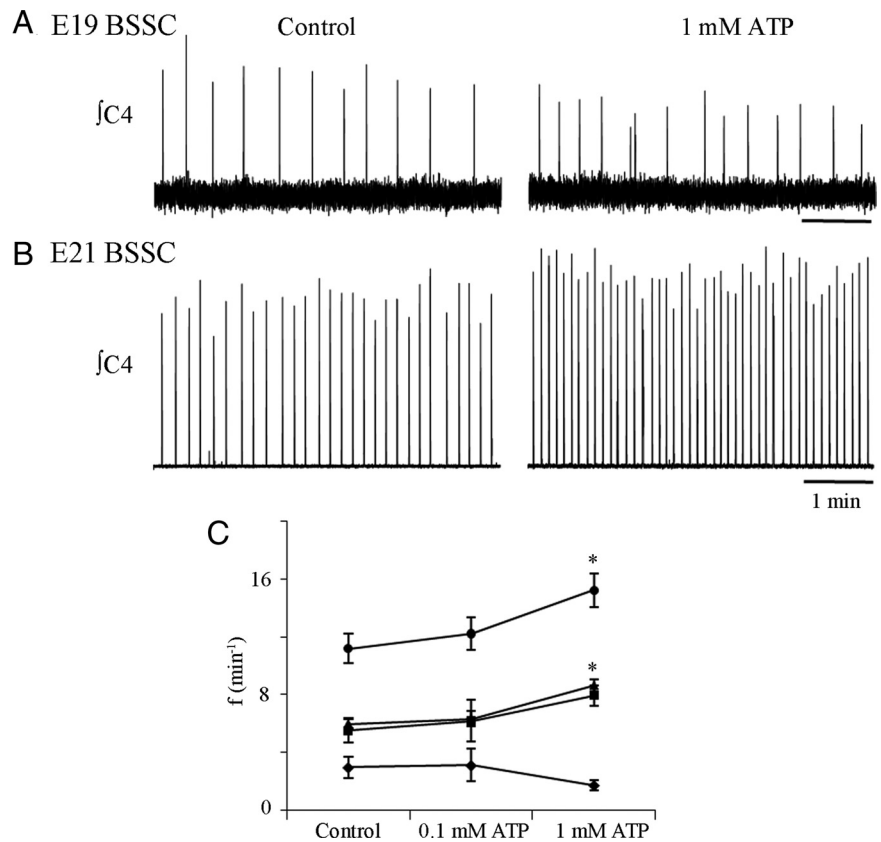 A E19 BSSC Control 1 mM ATP
∫C4
B E21 BSSC
∫C4
1 min
C
16
8
0
f (min⁻¹)
*
*
Control 0.1 mM ATP 1 mM ATP